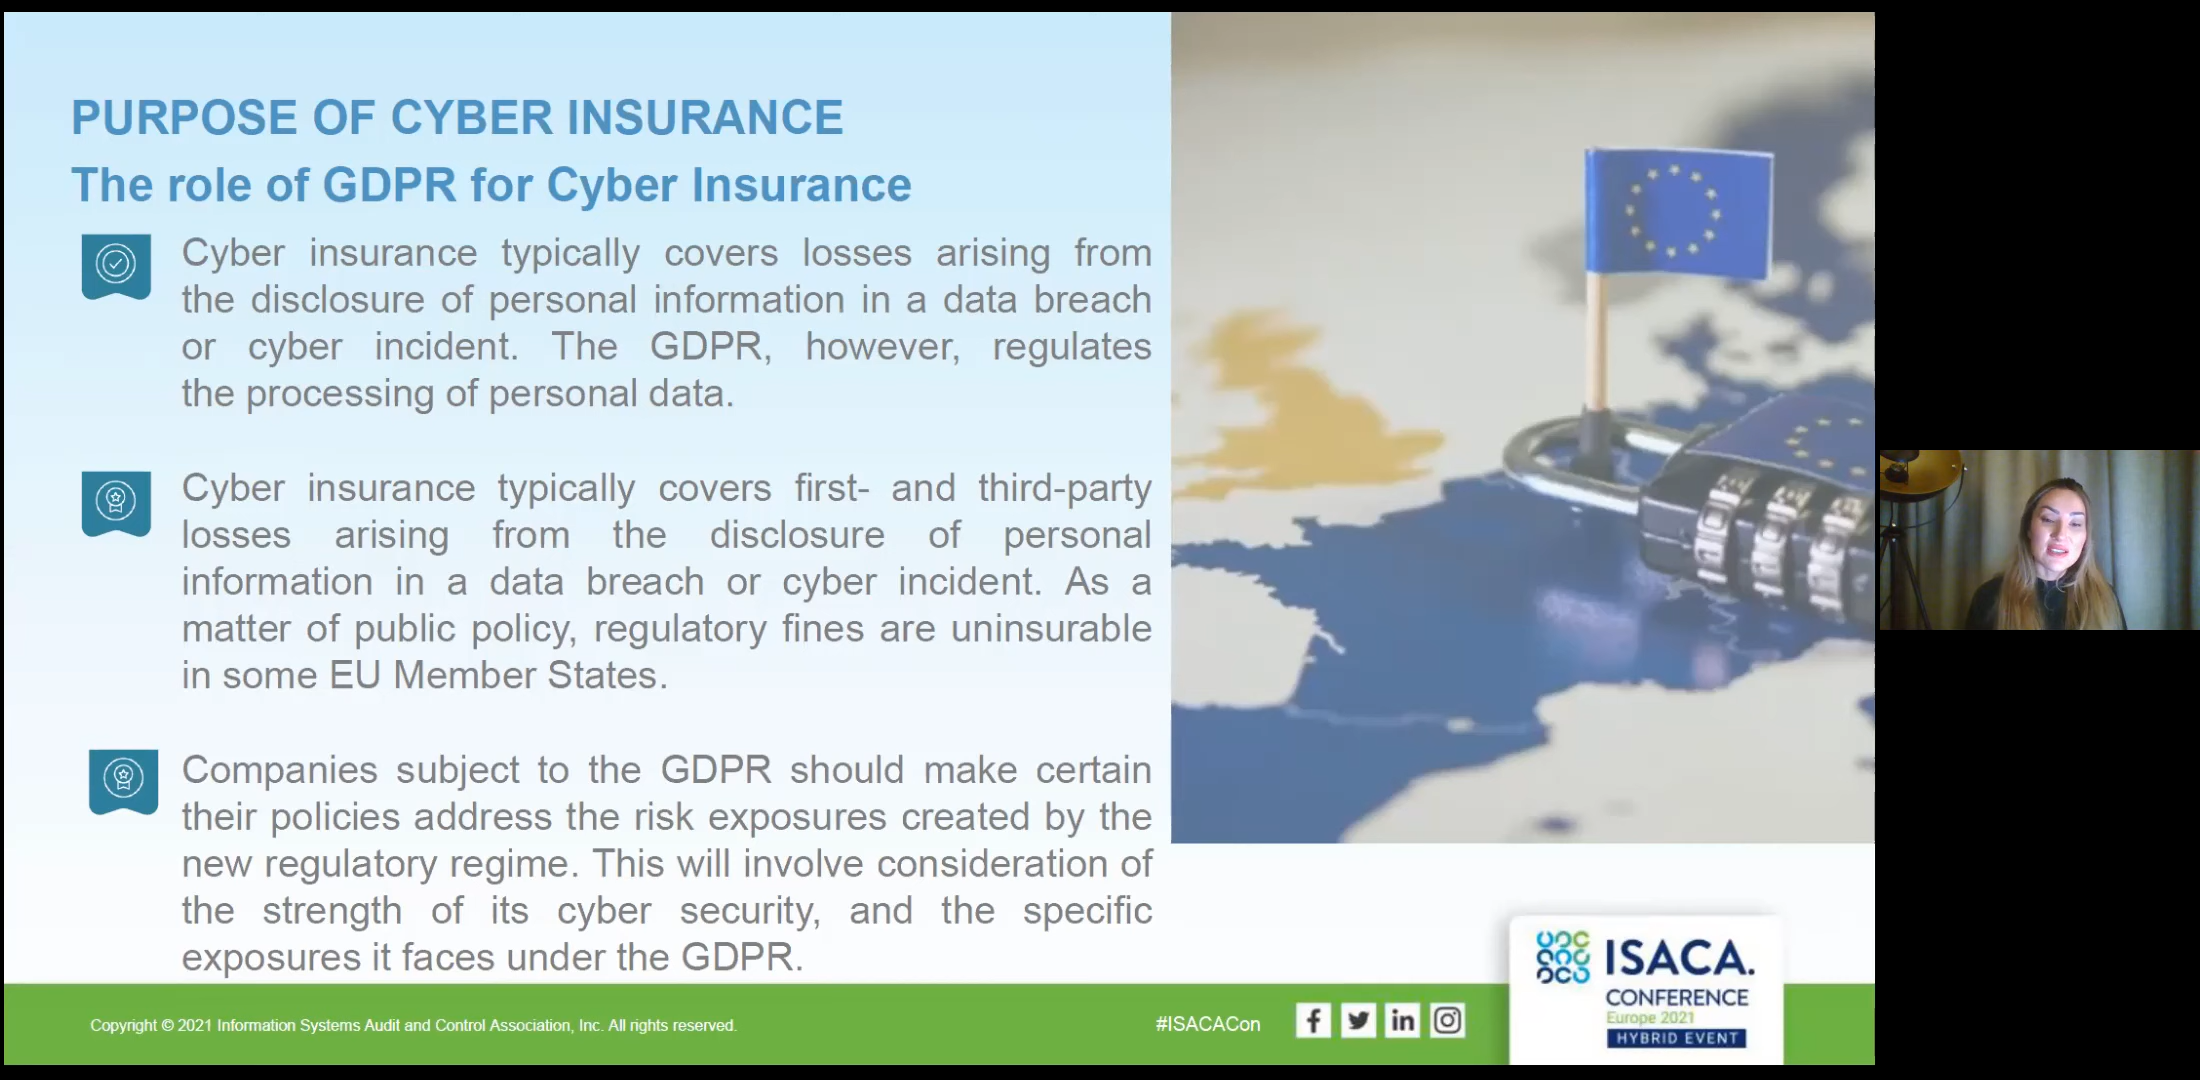 PURPOSE OF CYBER INSURANCE
The role of GDPR for Cyber Insurance
Cyber insurance typically covers losses arising from
the disclosure of personal information in a data breach
or cyber incident. The GDPR, however, regulates
the processing of personal data.
Cyber insurance typically covers first- and third-party
losses arising from the disclosure of personal
information in a data breach or cyber incident. As a
matter of public policy, regulatory fines are uninsurable
in some EU Member States.
Companies subject to the GDPR should make certain
their policies address the risk exposures created by the
new regulatory regime. This will involve consideration of
the strength of its cyber security, and the specific
exposures it faces under the GDPR.
Copyright © 2021 Information Systems Audit and Control Association, Inc. All rights reserved.
#ISACACon
ISACA.
CONFERENCE
Europe 2021
HYBRID EVENT